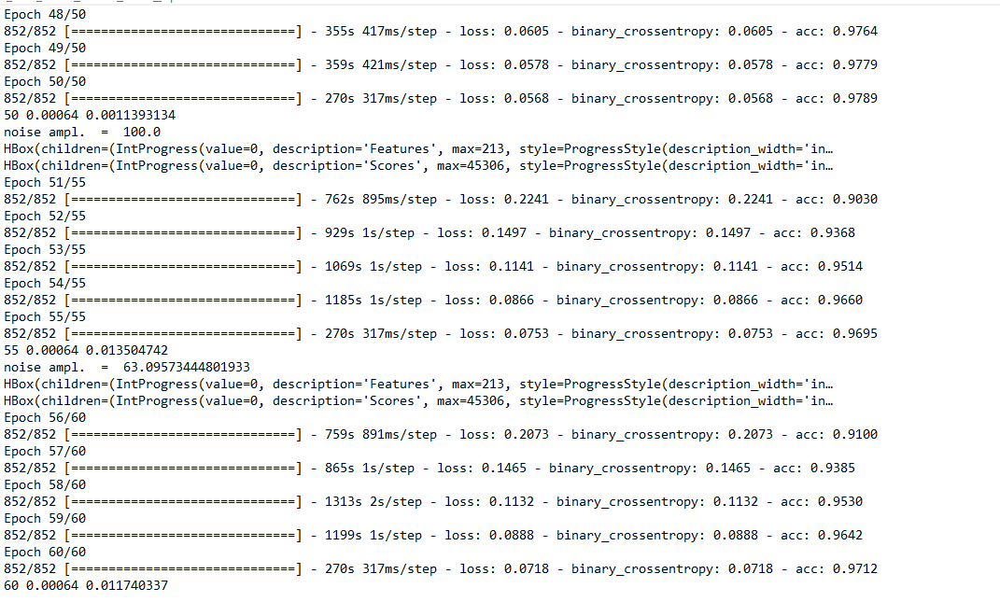 Epoch 48/50
852/852 [==============================] - 355s 417ms/step - loss: 0.0605 - binary_crossentropy: 0.0605 - acc: 0.9764
Epoch 49/50
852/852 [==============================] - 359s 421ms/step - loss: 0.0578 - binary_crossentropy: 0.0578 - acc: 0.9779
Epoch 50/50
852/852 [==============================] - 270s 317ms/step - loss: 0.0568 - binary_crossentropy: 0.0568 - acc: 0.9789
50 0.00064 0.0011393134
noise ampl.  =  100.0
HBox(children=(IntProgress(value=0, description='Features', max=213, style=ProgressStyle(description_width='in…
HBox(children=(IntProgress(value=0, description='Scores', max=45306, style=ProgressStyle(description_width='in…
Epoch 51/55
852/852 [==============================] - 762s 895ms/step - loss: 0.2241 - binary_crossentropy: 0.2241 - acc: 0.9030
Epoch 52/55
852/852 [==============================] - 929s 1s/step - loss: 0.1497 - binary_crossentropy: 0.1497 - acc: 0.9368
Epoch 53/55
852/852 [==============================] - 1069s 1s/step - loss: 0.1141 - binary_crossentropy: 0.1141 - acc: 0.9514
Epoch 54/55
852/852 [==============================] - 1185s 1s/step - loss: 0.0866 - binary_crossentropy: 0.0866 - acc: 0.9660
Epoch 55/55
852/852 [==============================] - 270s 317ms/step - loss: 0.0753 - binary_crossentropy: 0.0753 - acc: 0.9695
55 0.00064 0.013504742
noise ampl.  =  63.09573444801933
HBox(children=(IntProgress(value=0, description='Features', max=213, style=ProgressStyle(description_width='in…
HBox(children=(IntProgress(value=0, description='Scores', max=45306, style=ProgressStyle(description_width='in…
Epoch 56/60
852/852 [==============================] - 759s 891ms/step - loss: 0.2073 - binary_crossentropy: 0.2073 - acc: 0.9100
Epoch 57/60
852/852 [==============================] - 865s 1s/step - loss: 0.1465 - binary_crossentropy: 0.1465 - acc: 0.9385
Epoch 58/60
852/852 [==============================] - 1313s 2s/step - loss: 0.1132 - binary_crossentropy: 0.1132 - acc: 0.9530
Epoch 59/60
852/852 [==============================] - 1199s 1s/step - loss: 0.0888 - binary_crossentropy: 0.0888 - acc: 0.9642
Epoch 60/60
852/852 [==============================] - 270s 317ms/step - loss: 0.0718 - binary_crossentropy: 0.0718 - acc: 0.9712
60 0.00064 0.011740337